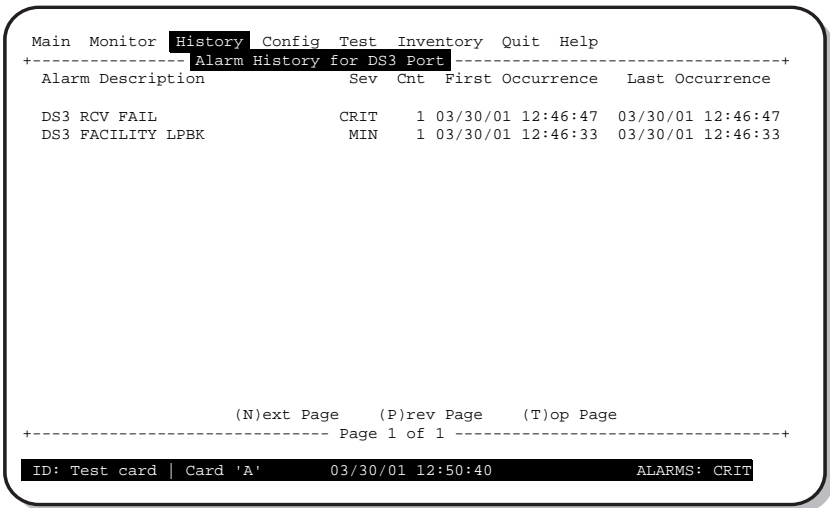 Main Monitor History Config Test Inventory Quit Help
+---------------- Alarm History for DS3 Port ----------------------------------+
Alarm Description Sev Cnt First Occurrence Last Occurrence
DS3 RCV FAIL CRIT 1 03/30/01 12:46:47 03/30/01 12:46:47
DS3 FACILITY LPBK MIN 1 03/30/01 12:46:33 03/30/01 12:46:33
(N)ext Page (P)rev Page (T)op Page
+------------------------------- Page 1 of 1 ----------------------------------+
ID: Test card | Card 'A' 03/30/01 12:50:40 ALARMS: CRIT